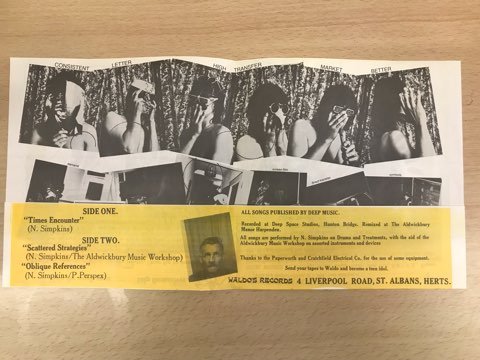 CONSISTENT LETTER HIGH TRANSFER MARKET BETTER
SIDE ONE.
"Times Encounter"
(N. Simpkins)
SIDE TWO.
"Scattered Strategies"
(N. Simpkins/The Aldwickbury Music Workshop)
"Oblique References"
(N. Simpkins/P.Perspex)
ALL SONGS PUBLISHED BY DEEP MUSIC.
Recorded at Deep Space Studios, Hunton Bridge. Remixed at The Aldwickbury
Manse Harpenden.
All songs are performed by N. Simpkins on Drums and Treatments, with the aid of the
Aldwickbury Music Workshop on assorted instruments and devices
Thanks to the Papworth and Crutchfield Electrical Co. for the use of some equipment.
Send your tapes to Waldo and become a teen idol.
WALDO'S RECORDS 4 LIVERPOOL ROAD, ST. ALBANS, HERTS.